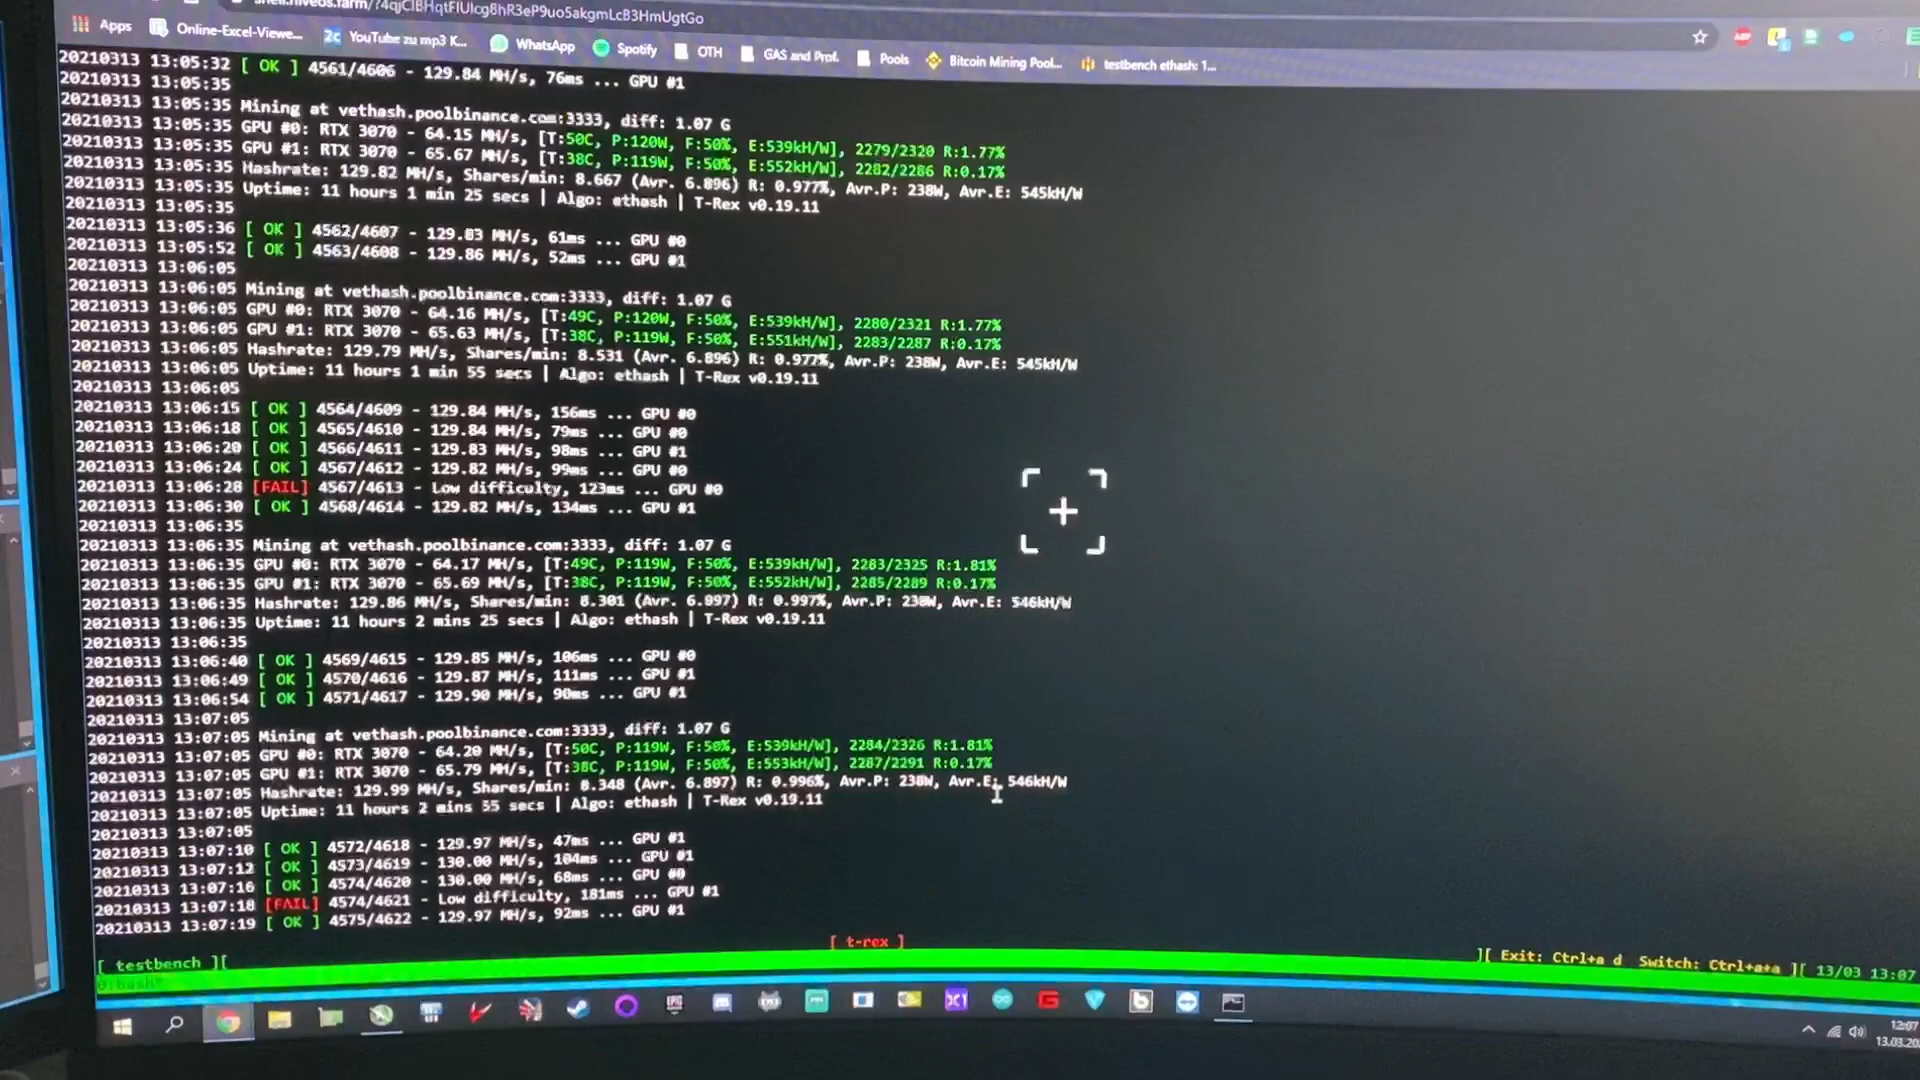 Apps
Online-Excel-Viewe...
YouTube zu mp3 K...
WhatsApp
Spotify
OTH
GAS and Prof.
Pools
Bitcoin Mining Pool...
testbench ethash: 1...
20210313 13:05:32 [ OK ] 4561/4606 - 129.84 MH/s, 76ms ... GPU #1
20210313 13:05:35
20210313 13:05:35 Mining at vethash.poolbinance.com:3333, diff: 1.07 G
20210313 13:05:35 GPU #0: RTX 3070 - 64.15 MH/s, [T:50C, P:120W, F:50%, E:539kH/W], 2279/2320 R:1.77%
20210313 13:05:35 GPU #1: RTX 3070 - 65.67 MH/s, [T:38C, P:119W, F:50%, E:552kH/W], 2282/2286 R:0.17%
20210313 13:05:35 Hashrate: 129.82 MH/s, Shares/min: 8.667 (Avr. 6.896) R: 0.977%, Avr.P: 238W, Avr.E: 545kH/W
20210313 13:05:35 Uptime: 11 hours 1 min 25 secs | Algo: ethash | T-Rex v0.19.11
20210313 13:05:35
20210313 13:05:36 [ OK ] 4562/4607 - 129.83 MH/s, 61ms ... GPU #0
20210313 13:05:52 [ OK ] 4563/4608 - 129.86 MH/s, 52ms ... GPU #1
20210313 13:06:05
20210313 13:06:05 Mining at vethash.poolbinance.com:3333, diff: 1.07 G
20210313 13:06:05 GPU #0: RTX 3070 - 64.16 MH/s, [T:49C, P:120W, F:50%, E:539kH/W], 2280/2321 R:1.77%
20210313 13:06:05 GPU #1: RTX 3070 - 65.63 MH/s, [T:38C, P:119W, F:50%, E:551kH/W], 2283/2287 R:0.17%
20210313 13:06:05 Hashrate: 129.79 MH/s, Shares/min: 8.531 (Avr. 6.896) R: 0.977%, Avr.P: 238W, Avr.E: 545kH/W
20210313 13:06:05 Uptime: 11 hours 1 min 55 secs | Algo: ethash | T-Rex v0.19.11
20210313 13:06:05
20210313 13:06:15 [ OK ] 4564/4609 - 129.84 MH/s, 156ms ... GPU #0
20210313 13:06:18 [ OK ] 4565/4610 - 129.84 MH/s, 79ms ... GPU #0
20210313 13:06:20 [ OK ] 4566/4611 - 129.83 MH/s, 98ms ... GPU #1
20210313 13:06:24 [ OK ] 4567/4612 - 129.82 MH/s, 99ms ... GPU #0
20210313 13:06:28 [FAIL] 4567/4613 - Low difficulty, 123ms ... GPU #0
20210313 13:06:30 [ OK ] 4568/4614 - 129.82 MH/s, 134ms ... GPU #1
20210313 13:06:35
20210313 13:06:35 Mining at vethash.poolbinance.com:3333, diff: 1.07 G
20210313 13:06:35 GPU #0: RTX 3070 - 64.17 MH/s, [T:49C, P:119W, F:50%, E:539kH/W], 2283/2325 R:1.81%
20210313 13:06:35 GPU #1: RTX 3070 - 65.69 MH/s, [T:38C, P:119W, F:50%, E:552kH/W], 2285/2289 R:0.17%
20210313 13:06:35 Hashrate: 129.86 MH/s, Shares/min: 8.301 (Avr. 6.897) R: 0.997%, Avr.P: 238W, Avr.E: 546kH/W
20210313 13:06:35 Uptime: 11 hours 2 mins 25 secs | Algo: ethash | T-Rex v0.19.11
20210313 13:06:35
20210313 13:06:40 [ OK ] 4569/4615 - 129.85 MH/s, 106ms ... GPU #0
20210313 13:06:49 [ OK ] 4570/4616 - 129.87 MH/s, 111ms ... GPU #1
20210313 13:06:54 [ OK ] 4571/4617 - 129.90 MH/s, 90ms ... GPU #1
20210313 13:07:05
20210313 13:07:05 Mining at vethash.poolbinance.com:3333, diff: 1.07 G
20210313 13:07:05 GPU #0: RTX 3070 - 64.20 MH/s, [T:50C, P:119W, F:50%, E:539kH/W], 2284/2326 R:1.81%
20210313 13:07:05 GPU #1: RTX 3070 - 65.79 MH/s, [T:38C, P:119W, F:50%, E:553kH/W], 2287/2291 R:0.17%
20210313 13:07:05 Hashrate: 129.99 MH/s, Shares/min: 8.348 (Avr. 6.897) R: 0.996%, Avr.P: 238W, Avr.E: 546kH/W
20210313 13:07:05 Uptime: 11 hours 2 mins 55 secs | Algo: ethash | T-Rex v0.19.11
20210313 13:07:05
20210313 13:07:10 [ OK ] 4572/4618 - 129.97 MH/s, 47ms ... GPU #1
20210313 13:07:12 [ OK ] 4573/4619 - 130.00 MH/s, 104ms ... GPU #1
20210313 13:07:16 [ OK ] 4574/4620 - 130.00 MH/s, 68ms ... GPU #0
20210313 13:07:18 [FAIL] 4574/4621 - Low difficulty, 181ms ... GPU #1
20210313 13:07:19 [ OK ] 4575/4622 - 129.97 MH/s, 92ms ... GPU #1
[ t-rex ]
[ testbench ][
][ Exit: Ctrl+a d Switch: Ctrl+a+a ][ 13/03 13:07
12:07